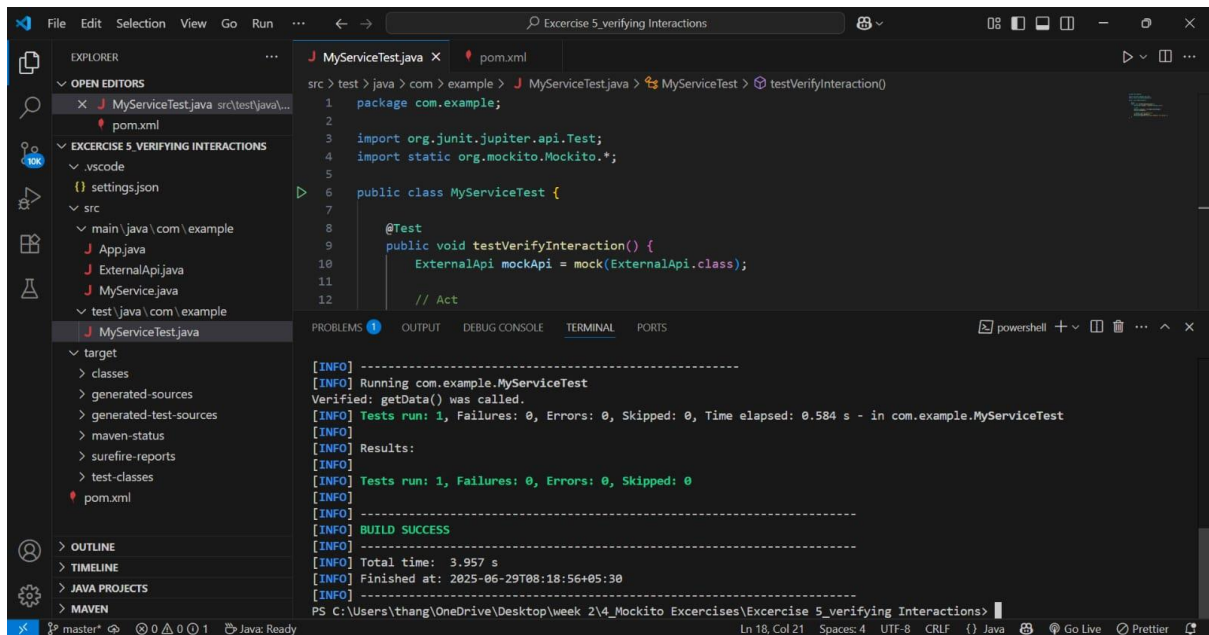 File Edit Selection View Go Run ··· ← → Excercise 5_verifying Interactions
EXPLORER ···
OPEN EDITORS
× J MyServiceTest.java src\test\java\...
pom.xml
EXCERCISE 5_VERIFYING INTERACTIONS
.vscode
{} settings.json
src
main\java\com\example
J App.java
J ExternalApi.java
J MyService.java
test\java\com\example
J MyServiceTest.java
target
> classes
> generated-sources
> generated-test-sources
> maven-status
> surefire-reports
> test-classes
pom.xml
> OUTLINE
> TIMELINE
> JAVA PROJECTS
> MAVEN
10K
J MyServiceTest.java × pom.xml
src > test > java > com > example > J MyServiceTest.java > MyServiceTest > testVerifyInteraction()
1 package com.example;
2
3 import org.junit.jupiter.api.Test;
4 import static org.mockito.Mockito.*;
5
6 public class MyServiceTest {
7
8 @Test
9 public void testVerifyInteraction() {
10 ExternalApi mockApi = mock(ExternalApi.class);
11
12 // Act
PROBLEMS 1 OUTPUT DEBUG CONSOLE TERMINAL PORTS powershell
[INFO] -------------------------------------------------------
[INFO] Running com.example.MyServiceTest
Verified: getData() was called.
[INFO] Tests run: 1, Failures: 0, Errors: 0, Skipped: 0, Time elapsed: 0.584 s - in com.example.MyServiceTest
[INFO]
[INFO] Results:
[INFO]
[INFO] Tests run: 1, Failures: 0, Errors: 0, Skipped: 0
[INFO]
[INFO] ------------------------------------------------------------------------
[INFO] BUILD SUCCESS
[INFO] ------------------------------------------------------------------------
[INFO] Total time: 3.957 s
[INFO] Finished at: 2025-06-29T08:18:56+05:30
[INFO] ------------------------------------------------------------------------
PS C:\Users\thang\OneDrive\Desktop\week 2\4_Mockito Excercises\Excercise 5_verifying Interactions>
master* 0 0 0 1 Java: Ready Ln 18, Col 21 Spaces: 4 UTF-8 CRLF {} Java Go Live Prettier